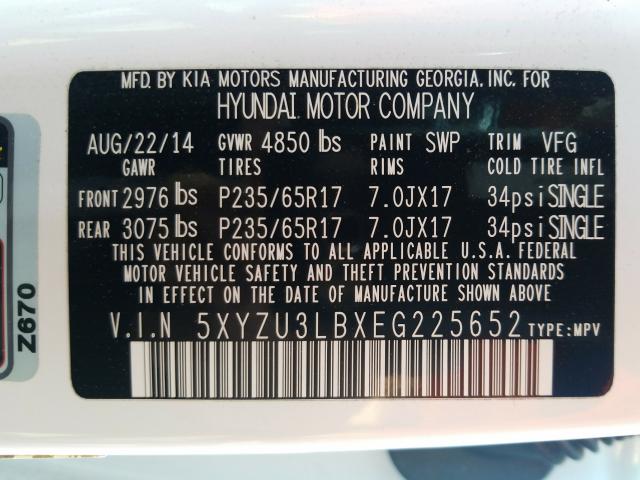 MFD. BY KIA MOTORS MANUFACTURING GEORGIA, INC. FOR
HYUNDAI MOTOR COMPANY
AUG/22/14 GVWR 4850 lbs PAINT SWP TRIM VFG
GAWR TIRES RIMS COLD TIRE INFL
FRONT 2976 lbs P235/65R17 7.0JX17 34psi SINGLE
REAR 3075 lbs P235/65R17 7.0JX17 34psi SINGLE
THIS VEHICLE CONFORMS TO ALL APPLICABLE U.S.A. FEDERAL
MOTOR VEHICLE SAFETY AND THEFT PREVENTION STANDARDS
IN EFFECT ON THE DATE OF MANUFACTURE SHOWN ABOVE
V.I.N 5XYZU3LBXEG225652 TYPE: MPV
Z670